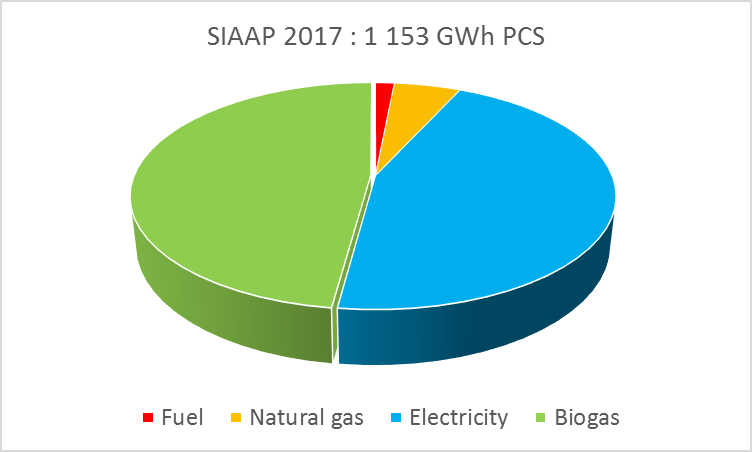 SIAAP 2017 : 1 153 GWh PCS
Fuel Natural gas Electricity Biogas